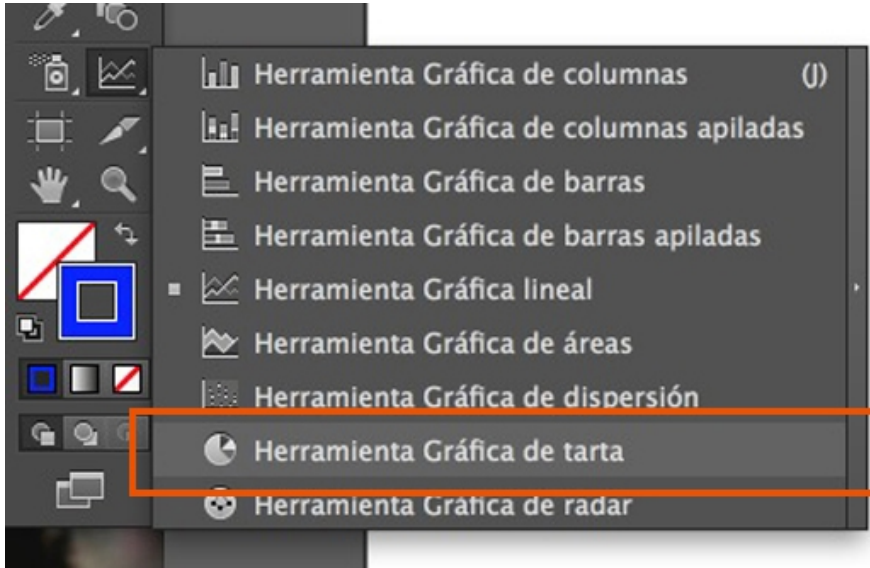 Herramienta Gráfica de columnas (J)
Herramienta Gráfica de columnas apiladas
Herramienta Gráfica de barras
Herramienta Gráfica de barras apiladas
Herramienta Gráfica lineal
Herramienta Gráfica de áreas
Herramienta Gráfica de dispersión
Herramienta Gráfica de tarta
Herramienta Gráfica de radar